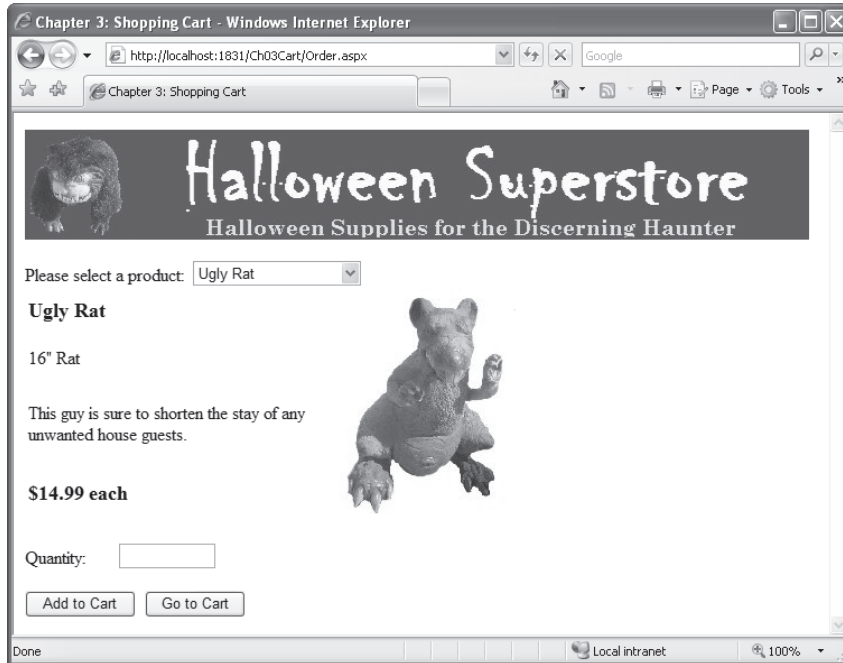 Chapter 3: Shopping Cart - Windows Internet Explorer
http://localhost:1831/Ch03Cart/Order.aspx
Google
Chapter 3: Shopping Cart
Page
Tools
»
Halloween Superstore
Halloween Supplies for the Discerning Haunter
Please select a product: Ugly Rat
Ugly Rat
16" Rat
This guy is sure to shorten the stay of any
unwanted house guests.
$14.99 each
Quantity:
Add to Cart Go to Cart
Done Local intranet 100%